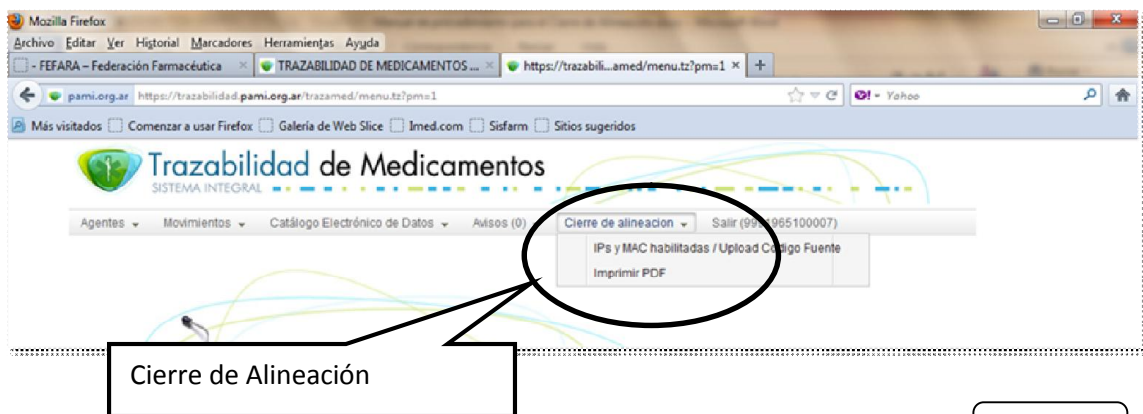 Mozilla Firefox
Archivo Editar Ver Historial Marcadores Herramientas Ayuda
- FEFARA – Federación Farmacéutica × TRAZABILIDAD DE MEDICAMENTOS ... × https://trazabili...amed/menu.tz?pm=1 × +
pami.org.ar https://trazabilidad.pami.org.ar/trazamed/menu.tz?pm=1 Yahoo
Más visitados Comenzar a usar Firefox Galería de Web Slice Imed.com Sisfarm Sitios sugeridos
Trazabilidad de Medicamentos
SISTEMA INTEGRAL
Agentes Movimientos Catálogo Electrónico de Datos Avisos (0) Cierre de alineacion Salir
IPs y MAC habilitadas / Upload Codigo Fuente
Imprimir PDF
Cierre de Alineación